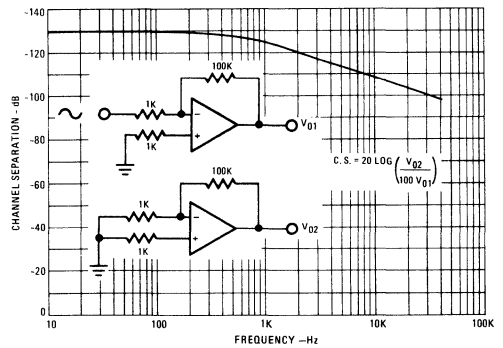 -140
-120
-100
-80
-60
-40
-20
0
CHANNEL SEPARATION - dB
100K
1K
1K
V01
C. S. = 20 LOG (V02 / 100 V01)
100K
1K
1K
V02
10
100
1K
10K
100K
FREQUENCY –Hz